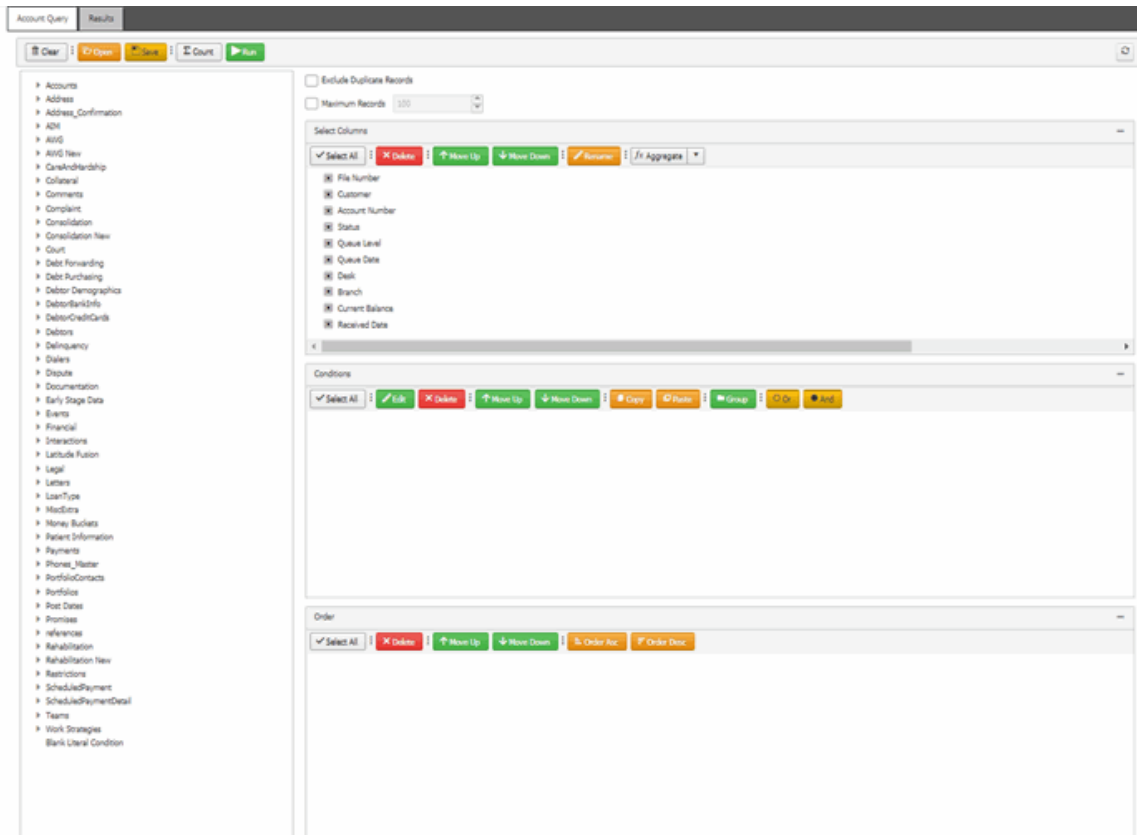 Account Query Results
Clear Open Save Count Run
Accounts
Address
Address_Confirmation
AIM
AWG
AWG New
CareAndHardship
Collateral
Comments
Complaint
Consolidation
Consolidation New
Court
Debt Forwarding
Debt Purchasing
Debtor Demographics
DebtorBankInfo
DebtorCreditCards
Debtors
Delinquency
Dialers
Dispute
Documentation
Early Stage Data
Events
Financial
Interactions
Latitude Fusion
Legal
Letters
LoanType
MiscExtra
Money Buckets
Patient Information
Payments
Phones_Master
PortfolioContacts
Portfolios
Post Dates
Promises
references
Rehabilitation
Rehabilitation New
Restrictions
ScheduledPayment
ScheduledPaymentDetail
Teams
Work Strategies
Blank Literal Condition
Exclude Duplicate Records
Maximum Records 100
Select Columns
Select All Delete Move Up Move Down Rename fx Aggregate
File Number
Customer
Account Number
Status
Queue Level
Queue Date
Desk
Branch
Current Balance
Received Date
Conditions
Select All Edit Delete Move Up Move Down Copy Paste Group Or And
Order
Select All Delete Move Up Move Down Order Asc Order Desc